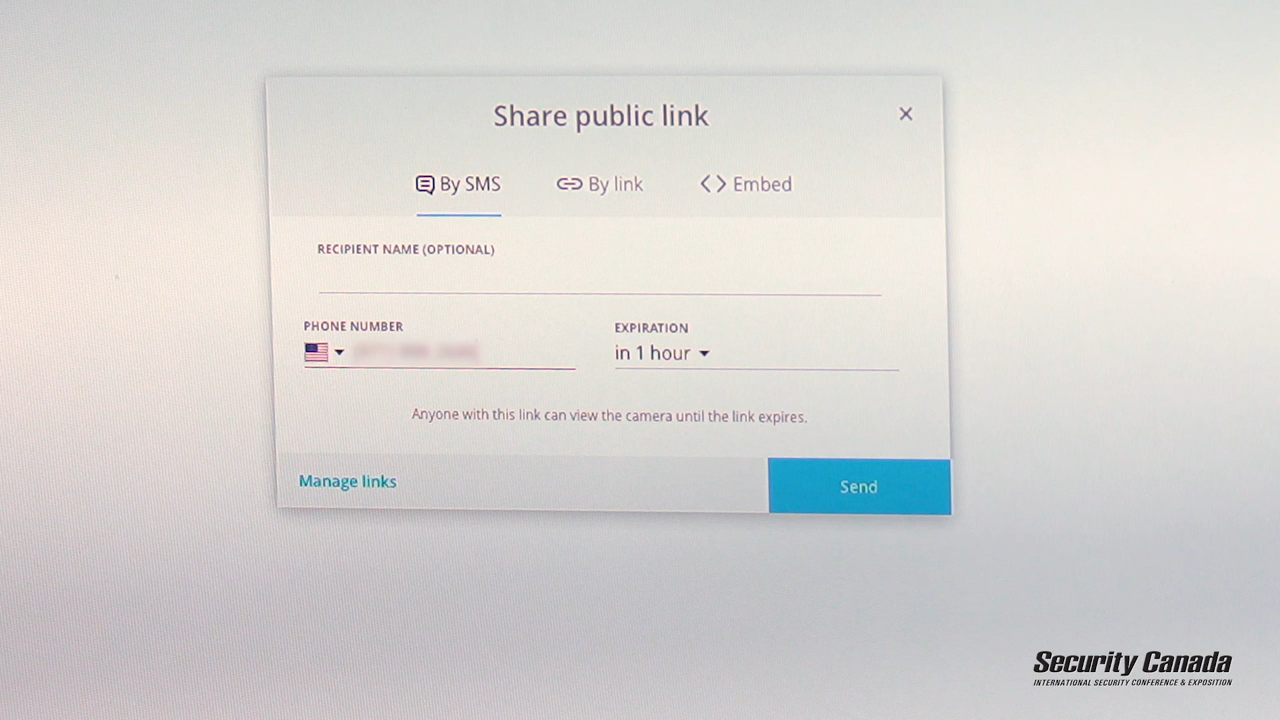 Share public link
×
By SMS
By link
Embed
RECIPIENT NAME (OPTIONAL)
PHONE NUMBER
EXPIRATION
in 1 hour
Anyone with this link can view the camera until the link expires.
Manage links
Send
Security Canada
INTERNATIONAL SECURITY CONFERENCE & EXPOSITION